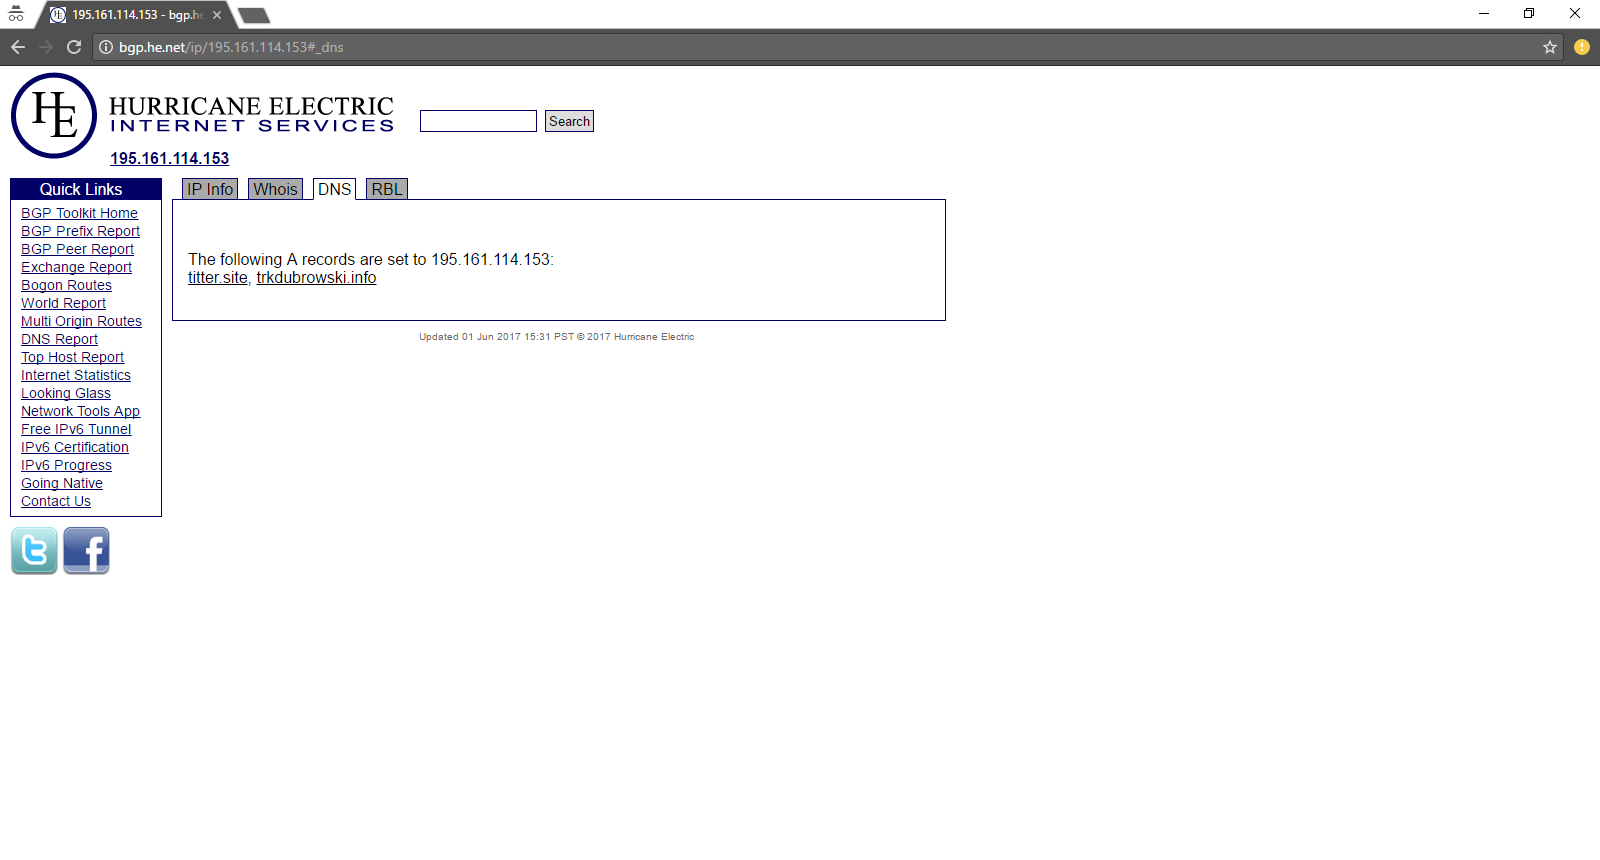 195.161.114.153 - bgp.he
bgp.he.net/ip/195.161.114.153#_dns
HE
HURRICANE ELECTRIC
INTERNET SERVICES
Search
195.161.114.153
Quick Links
BGP Toolkit Home
BGP Prefix Report
BGP Peer Report
Exchange Report
Bogon Routes
World Report
Multi Origin Routes
DNS Report
Top Host Report
Internet Statistics
Looking Glass
Network Tools App
Free IPv6 Tunnel
IPv6 Certification
IPv6 Progress
Going Native
Contact Us
IP Info Whois DNS RBL
The following A records are set to 195.161.114.153:
titter.site, trkdubrowski.info
Updated 01 Jun 2017 15:31 PST © 2017 Hurricane Electric